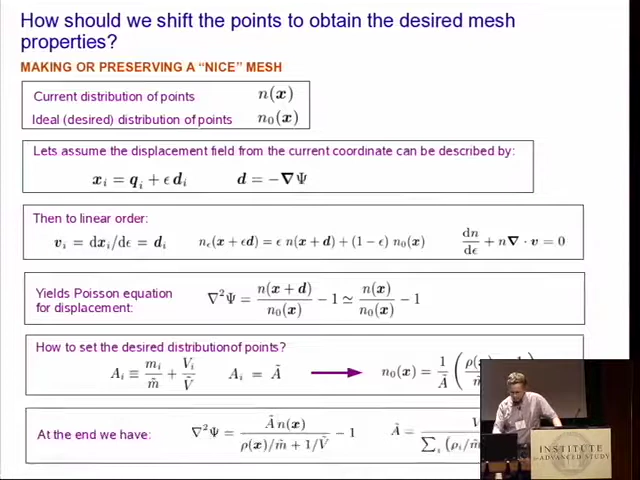 How should we shift the points to obtain the desired mesh
properties?
MAKING OR PRESERVING A “NICE” MESH
Current distribution of points n(x)
Ideal (desired) distribution of points n₀(x)
Lets assume the displacement field from the current coordinate can be described by:
xᵢ = qᵢ + ϵ dᵢ d = −∇Ψ
Then to linear order:
vᵢ = dxᵢ/dϵ = dᵢ n_ϵ(x + ϵd) = ϵ n(x + d) + (1 − ϵ) n₀(x) dn/dϵ + n∇ · v = 0
Yields Poisson equation
for displacement:
∇²Ψ = n(x + d)/n₀(x) − 1 ≃ n(x)/n₀(x) − 1
How to set the desired distributionof points?
Aᵢ ≡ mᵢ/m̃ + Vᵢ/Ṽ Aᵢ = Ã → n₀(x) = 1/Ã (
At the end we have: ∇²Ψ = Ã n(x)/(ρ(x)/m̃ + 1/Ṽ) − 1 Ã =
INSTITUTE
for ADVANCED STUDY